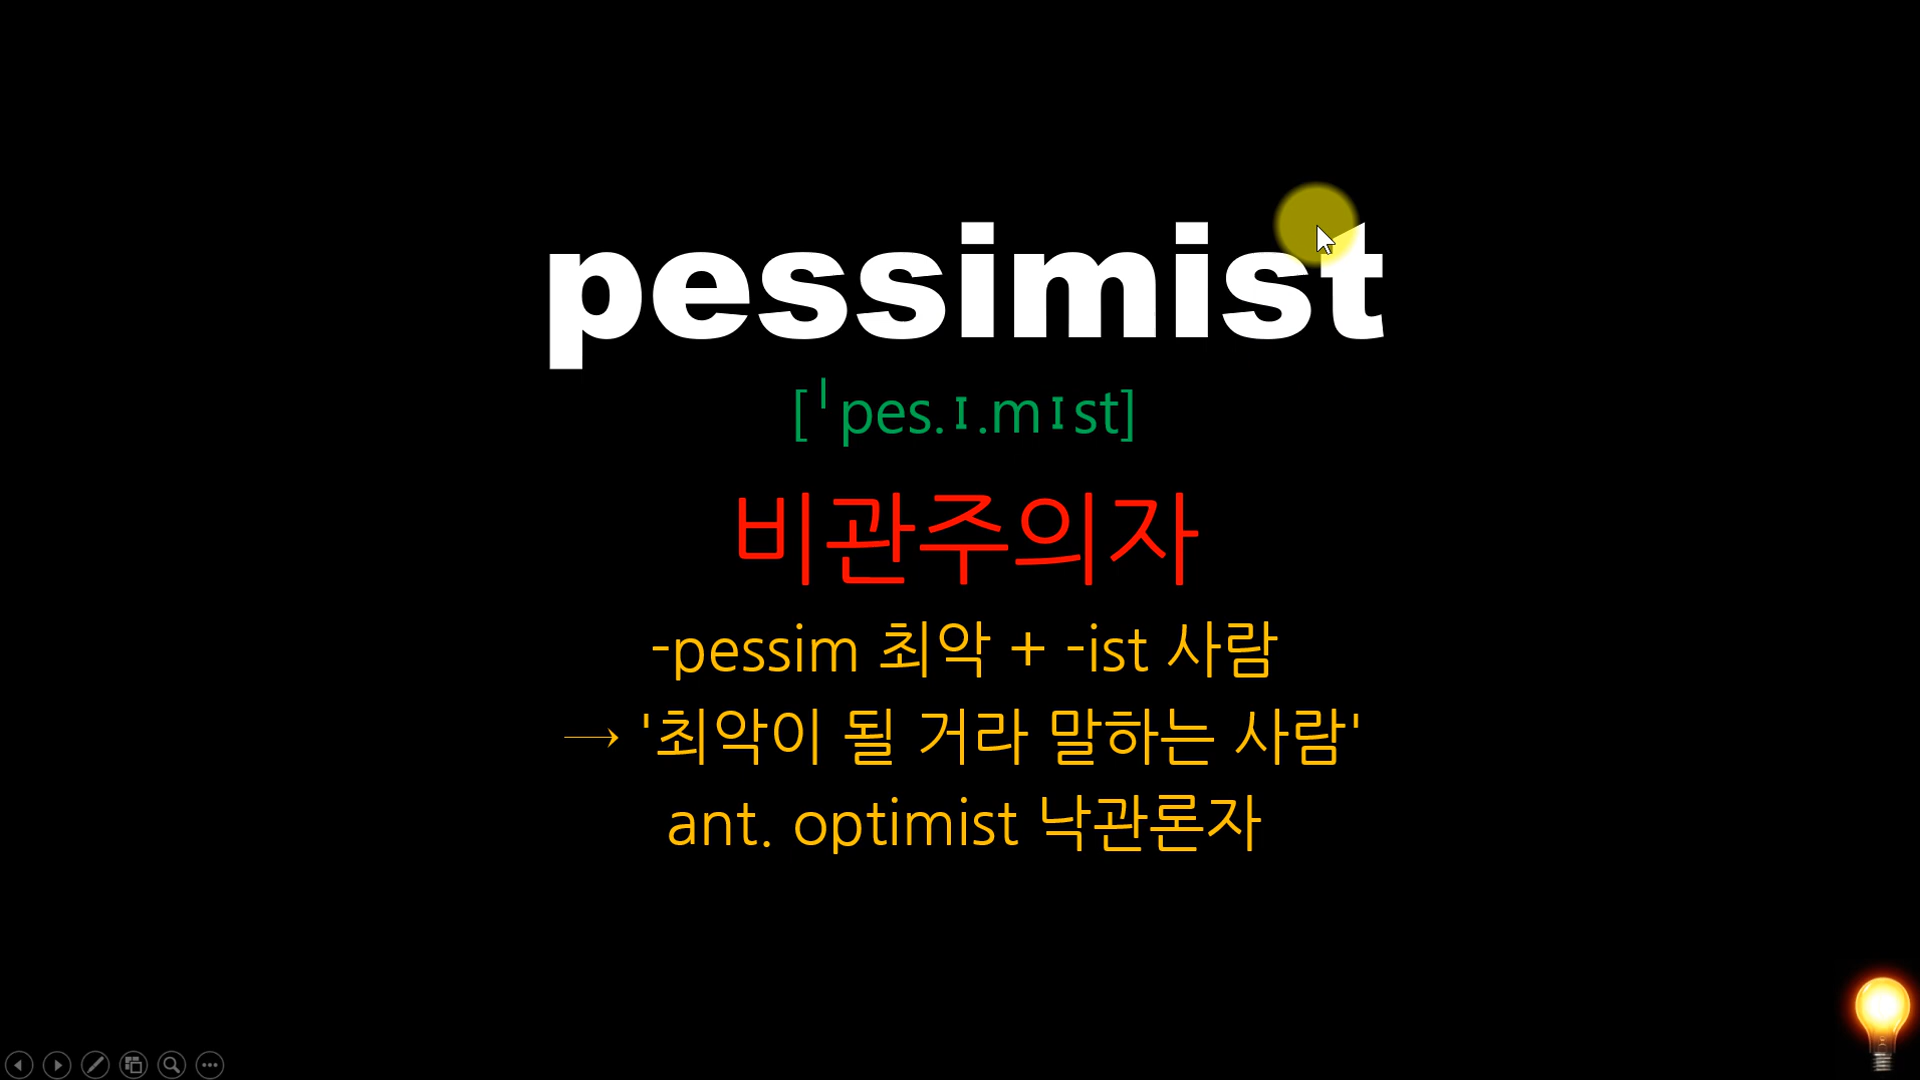 pessimist
[ˈpes.ɪ.mɪst]
비관주의자
-pessim 최악 + -ist 사람
→ '최악이 될 거라 말하는 사람'
ant. optimist 낙관론자